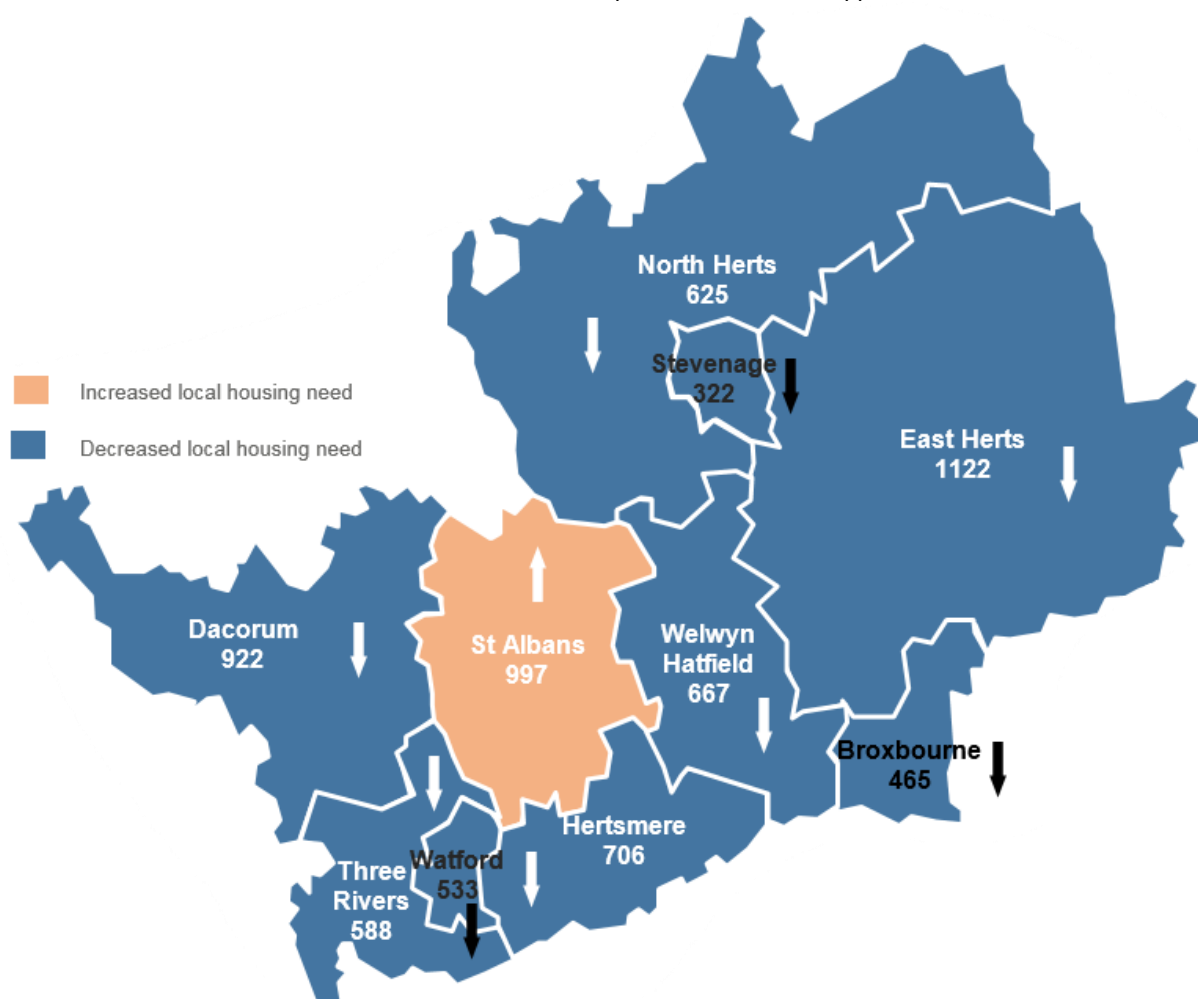 North Herts
625
Stevenage
322
Increased local housing need
Decreased local housing need
East Herts
1122
Dacorum
922
St Albans
997
Welwyn
Hatfield
667
Broxbourne
465
Hertsmere
706
Watford
533
Three
Rivers
588